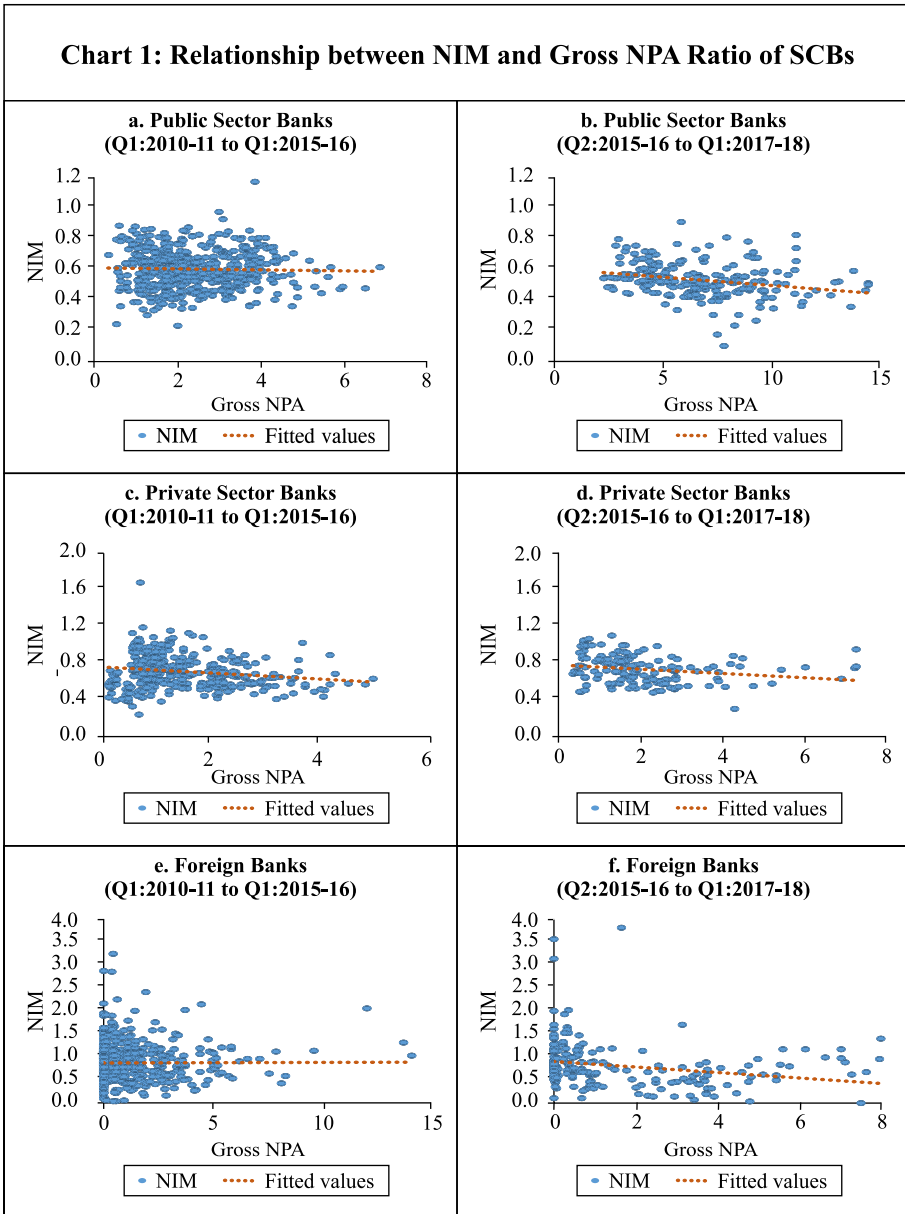 Chart 1: Relationship between NIM and Gross NPA Ratio of SCBs
a. Public Sector Banks
(Q1:2010-11 to Q1:2015-16)
NIM
1.2
1.0
0.8
0.6
0.4
0.2
0.0
0 2 4 6 8
Gross NPA
NIM Fitted values
b. Public Sector Banks
(Q2:2015-16 to Q1:2017-18)
NIM
1.2
1.0
0.8
0.6
0.4
0.2
0.0
0 5 10 15
Gross NPA
NIM Fitted values
c. Private Sector Banks
(Q1:2010-11 to Q1:2015-16)
NIM
2.0
1.6
1.2
0.8
0.4
0.0
0 2 4 6
Gross NPA
NIM Fitted values
d. Private Sector Banks
(Q2:2015-16 to Q1:2017-18)
NIM
2.0
1.6
1.2
0.8
0.4
0.0
0 2 4 6 8
Gross NPA
NIM Fitted values
e. Foreign Banks
(Q1:2010-11 to Q1:2015-16)
NIM
4.0
3.5
3.0
2.5
2.0
1.5
1.0
0.5
0.0
0 5 10 15
Gross NPA
NIM Fitted values
f. Foreign Banks
(Q2:2015-16 to Q1:2017-18)
NIM
4.0
3.5
3.0
2.5
2.0
1.5
1.0
0.5
0.0
0 2 4 6 8
Gross NPA
NIM Fitted values